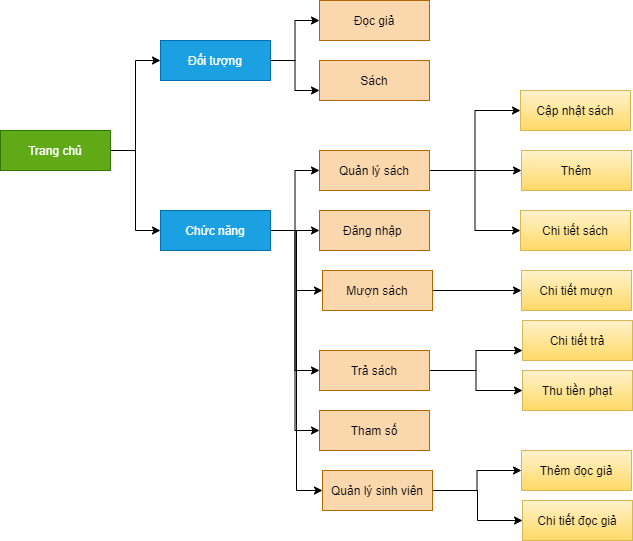 Trang chủ
Đối tượng
Đọc giả
Sách
Chức năng
Quản lý sách
Cập nhật sách
Thêm
Chi tiết sách
Đăng nhập
Mượn sách
Chi tiết mượn
Trả sách
Chi tiết trả
Thu tiền phạt
Tham số
Quản lý sinh viên
Thêm đọc giả
Chi tiết đọc giả